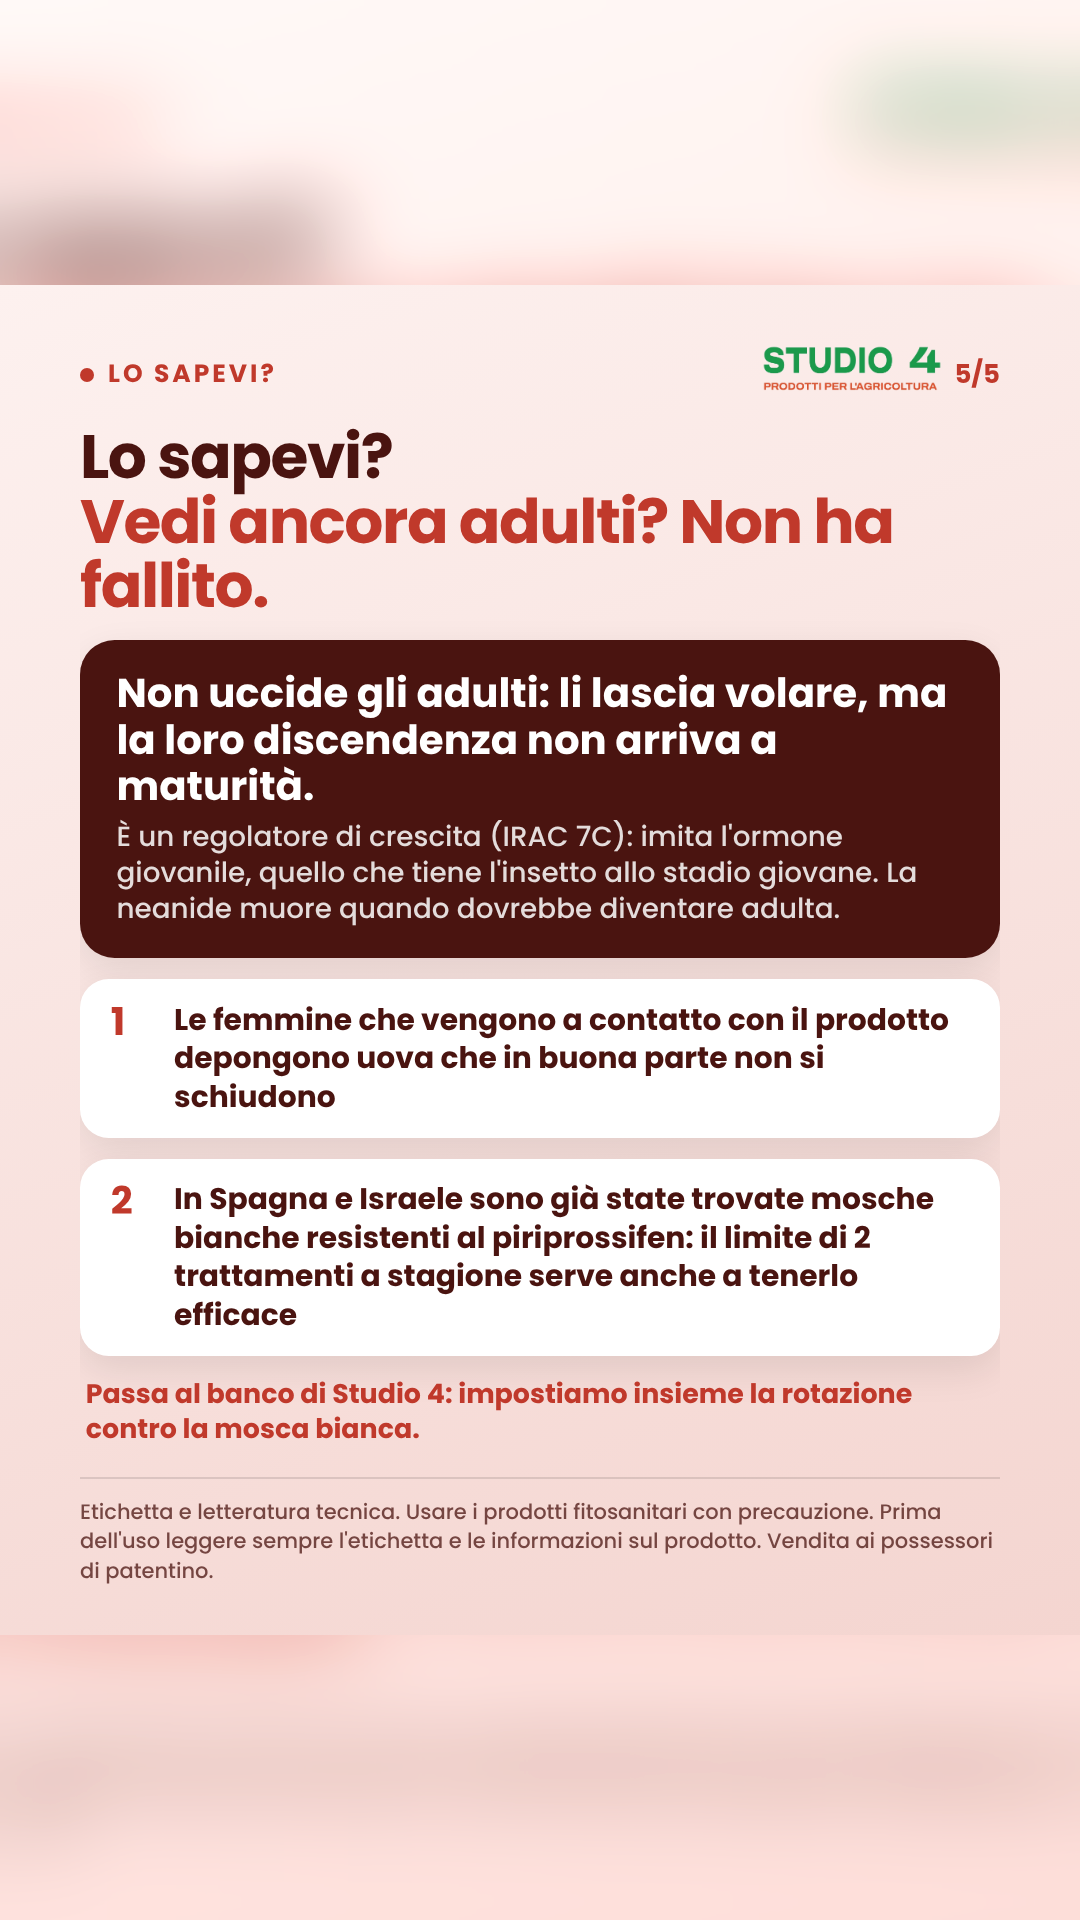 LO SAPEVI?
STUDIO 4
PRODOTTI PER L'AGRICOLTURA
5/5
Lo sapevi?
Vedi ancora adulti? Non ha
fallito.
Non uccide gli adulti: li lascia volare, ma
la loro discendenza non arriva a
maturità.
È un regolatore di crescita (IRAC 7C): imita l'ormone
giovanile, quello che tiene l'insetto allo stadio giovane. La
neanide muore quando dovrebbe diventare adulta.
1
Le femmine che vengono a contatto con il prodotto
depongono uova che in buona parte non si
schiudono
2
In Spagna e Israele sono già state trovate mosche
bianche resistenti al piriprossifen: il limite di 2
trattamenti a stagione serve anche a tenerlo
efficace
Passa al banco di Studio 4: impostiamo insieme la rotazione
contro la mosca bianca.
Etichetta e letteratura tecnica. Usare i prodotti fitosanitari con precauzione. Prima
dell'uso leggere sempre l'etichetta e le informazioni sul prodotto. Vendita ai possessori
di patentino.